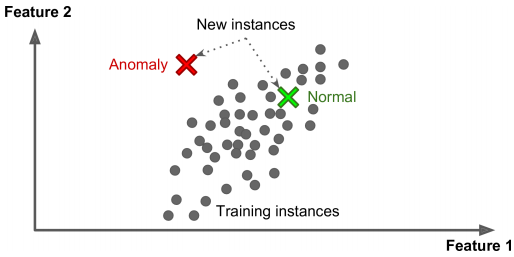 Feature 2
New instances
Anomaly
Normal
Training instances
Feature 1